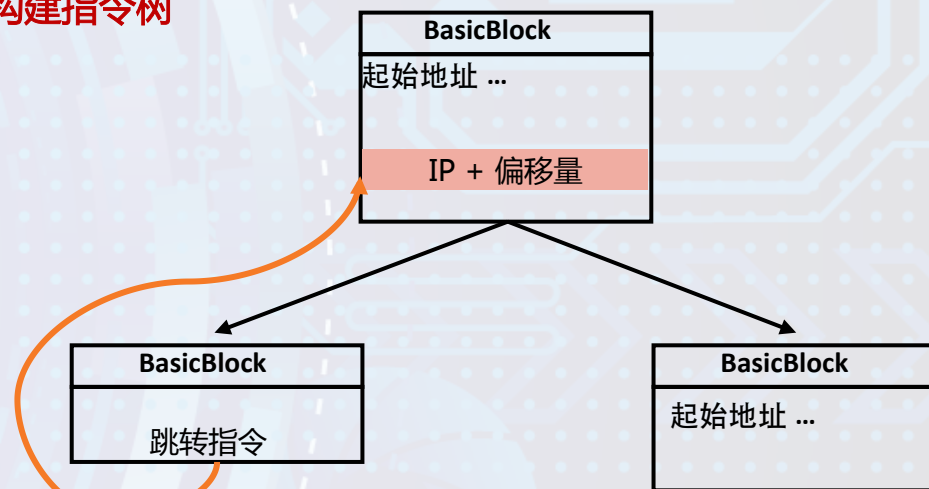 构建指令树
BasicBlock
起始地址 ...
IP + 偏移量
BasicBlock
跳转指令
BasicBlock
起始地址 ...